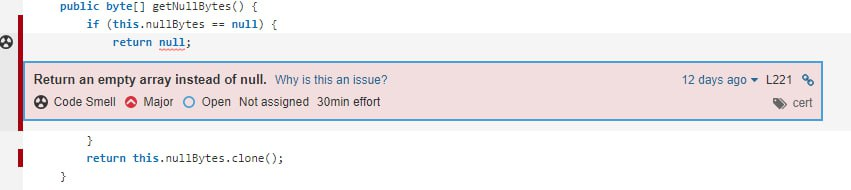 public byte[] getNullBytes() {
if (this.nullBytes == null) {
return null;
Return an empty array instead of null. Why is this an issue? 12 days ago L221
Code Smell Major Open Not assigned 30min effort cert
}
return this.nullBytes.clone();
}